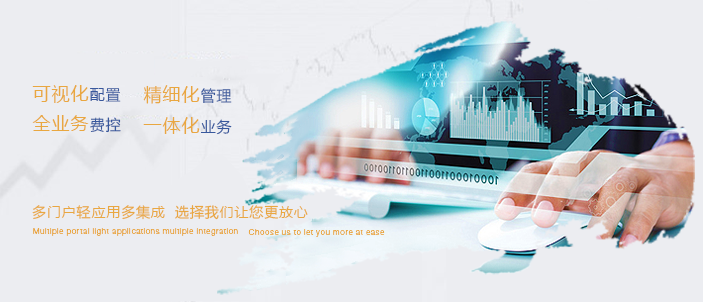 可视化配置 精细化管理
全业务费控 一体化业务
多门户轻应用多集成 选择我们让您更放心
Multiple portal light applications multiple integration Choose us to let you more at ease